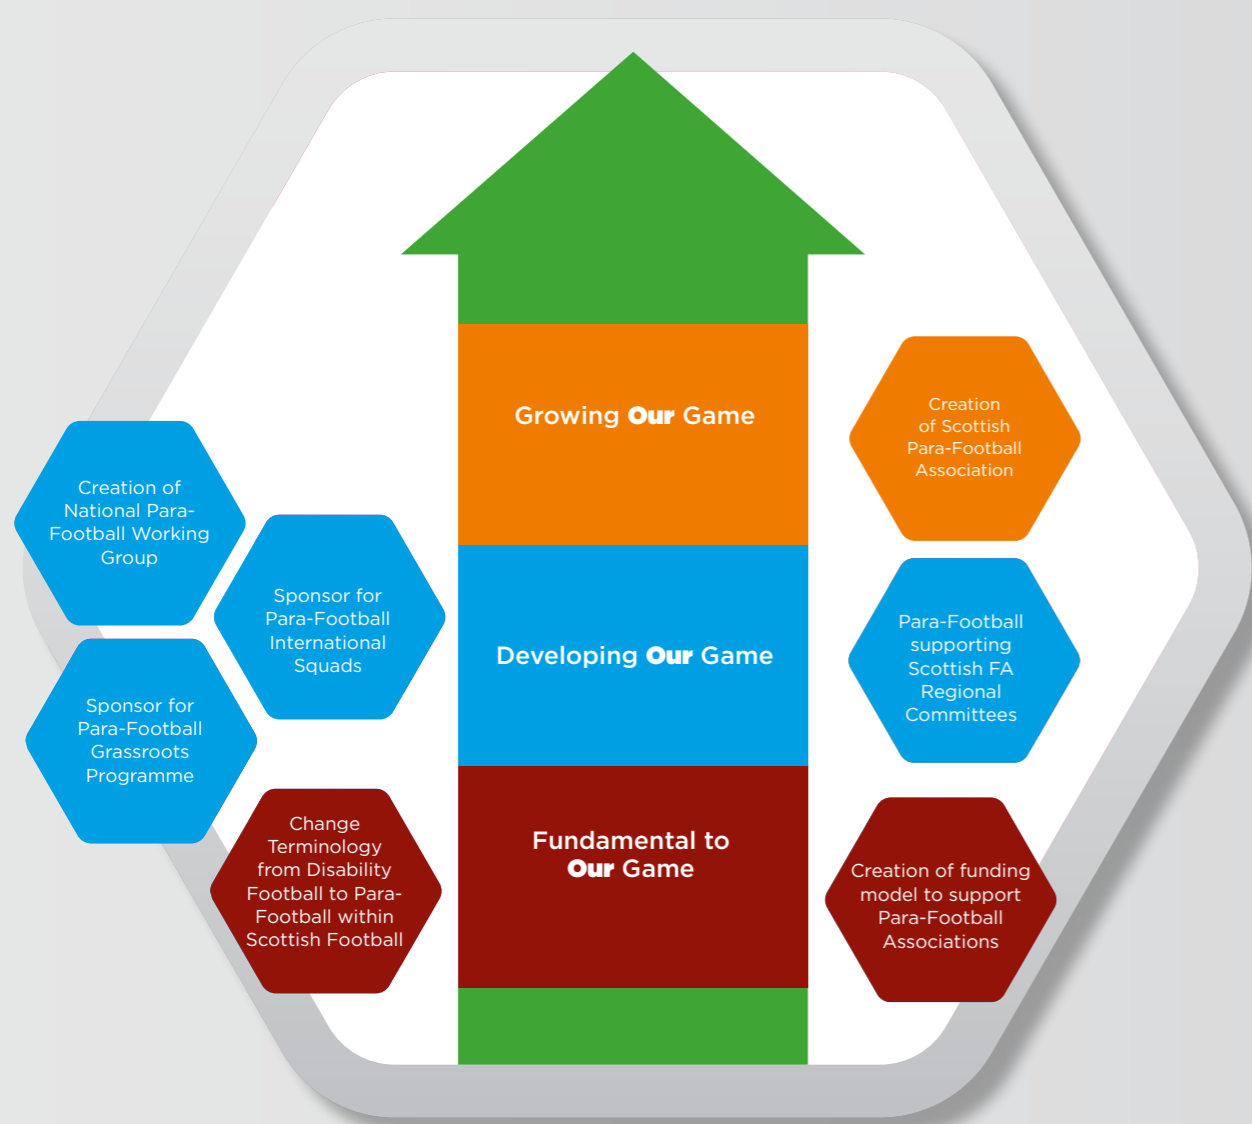 Growing Our Game
Creation
of Scottish
Para-Football
Association
Creation of
National Para-
Football Working
Group
Sponsor for
Para-Football
International
Squads
Developing Our Game
Para-Football
supporting
Scottish FA
Regional
Committees
Sponsor for
Para-Football
Grassroots
Programme
Change
Terminology
from Disability
Football to Para-
Football within
Scottish Football
Fundamental to
Our Game
Creation of funding
model to support
Para-Football
Associations